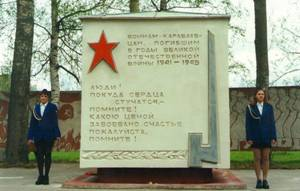 ВОИНАМ-КАРАБАЕВ-
ЦАМ, ПОГИБШИМ
В ГОДЫ ВЕЛИКОЙ
ОТЕЧЕСТВЕННОЙ
ВОЙНЫ 1941-1945
ЛЮДИ!
ПОКУДА СЕРДЦА
СТУЧАТСЯ,-
ПОМНИТЕ!
КАКОЮ ЦЕНОЙ
ЗАВОЕВАНО СЧАСТЬЕ
ПОЖАЛУЙСТА,
ПОМНИТЕ!